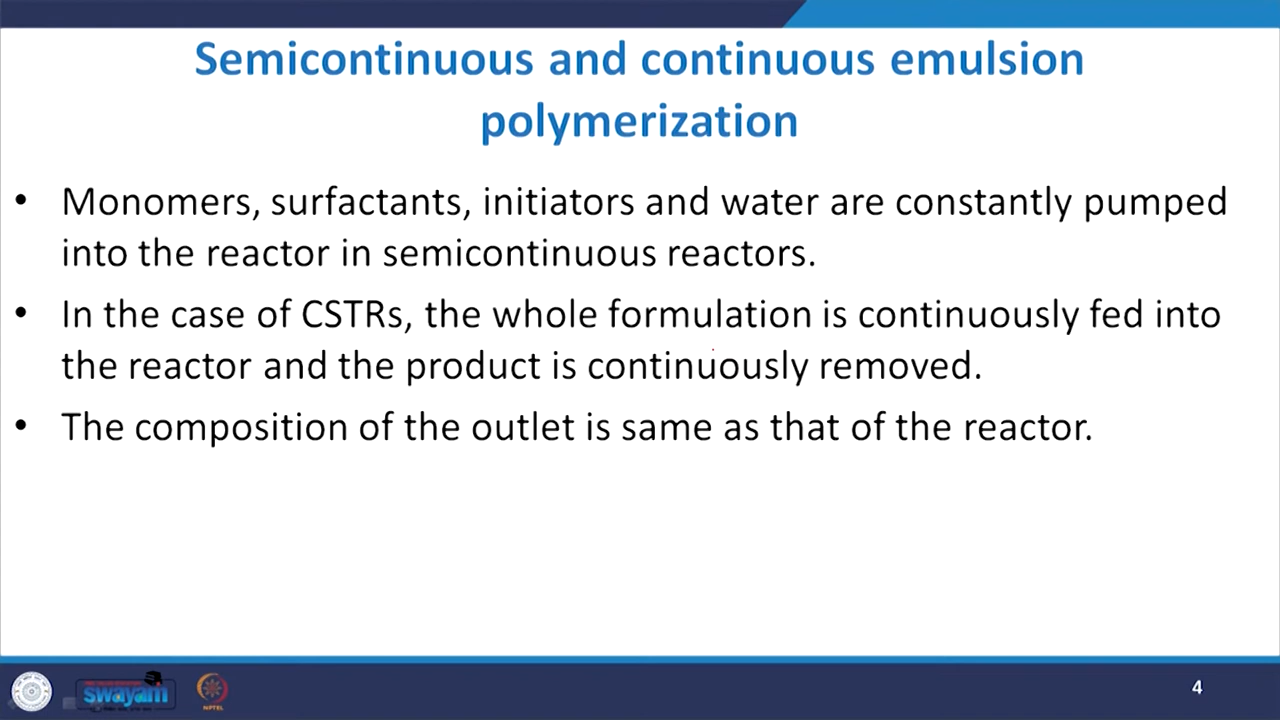 Semicontinuous and continuous emulsion
polymerization
• Monomers, surfactants, initiators and water are constantly pumped
into the reactor in semicontinuous reactors.
• In the case of CSTRs, the whole formulation is continuously fed into
the reactor and the product is continuously removed.
• The composition of the outlet is same as that of the reactor.
swayam
NPTEL
4